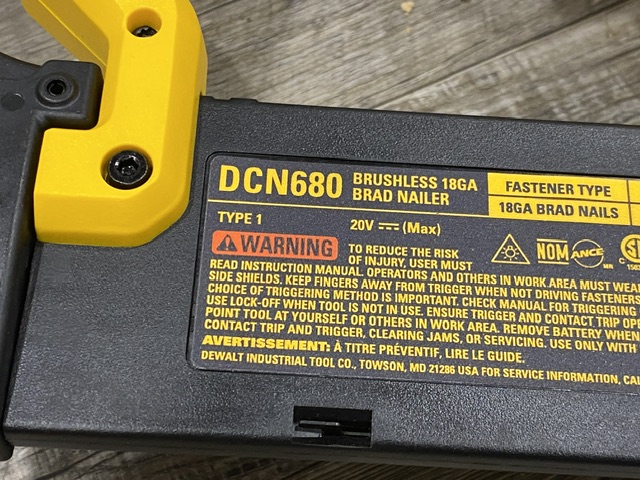 DCN680 BRUSHLESS 18GA
BRAD NAILER
FASTENER TYPE
18GA BRAD NAILS
TYPE 1
20V (Max)
WARNING
TO REDUCE THE RISK
OF INJURY, USER MUST
NOM ANCE
READ INSTRUCTION MANUAL. OPERATORS AND OTHERS IN WORK AREA MUST WEAR
SIDE SHIELDS. KEEP FINGERS AWAY FROM TRIGGER WHEN NOT DRIVING FASTENERS
CHOICE OF TRIGGERING METHOD IS IMPORTANT. CHECK MANUAL FOR TRIGGERING
USE LOCK-OFF WHEN TOOL IS NOT IN USE. ENSURE TRIGGER AND CONTACT TRIP OP
POINT TOOL AT YOURSELF OR OTHERS IN WORK AREA. REMOVE BATTERY WHEN
CONTACT TRIP AND TRIGGER, CLEARING JAMS, OR SERVICING. USE ONLY WITH
AVERTISSEMENT: À TITRE PRÉVENTIF, LIRE LE GUIDE.
DEWALT INDUSTRIAL TOOL CO., TOWSON, MD 21286 USA FOR SERVICE INFORMATION, CAL